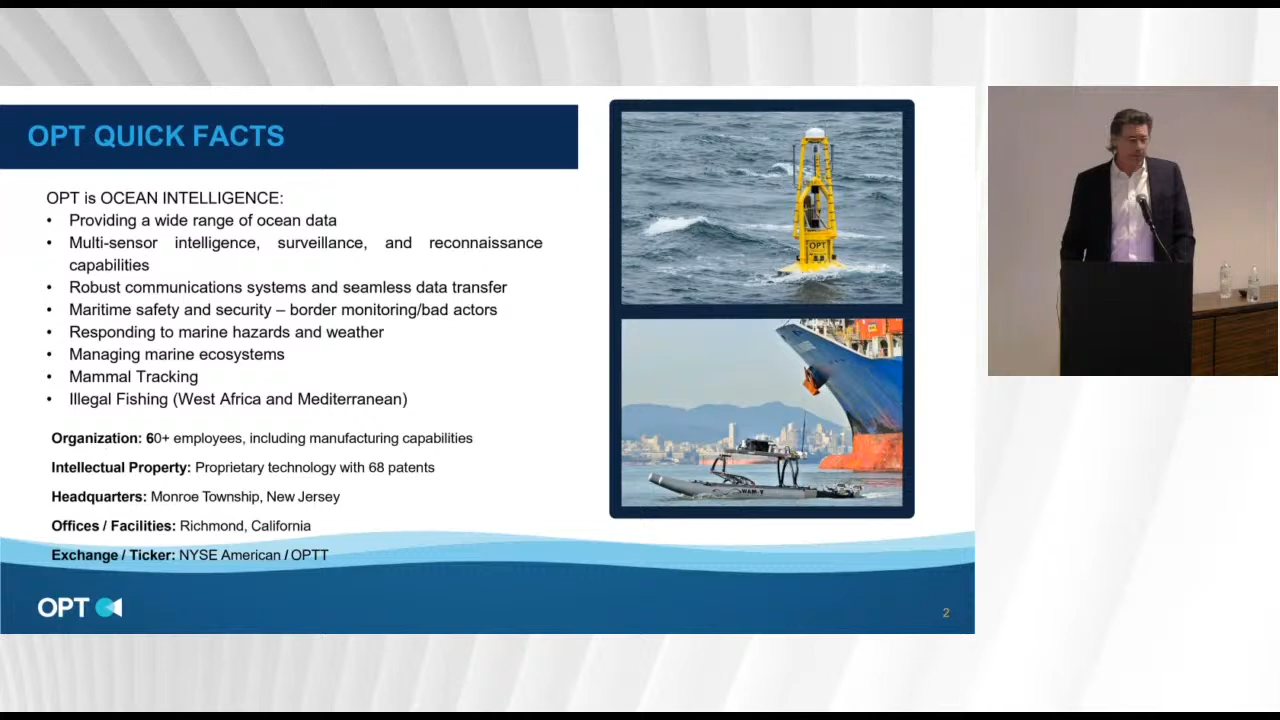 OPT QUICK FACTS
OPT is OCEAN INTELLIGENCE:
• Providing a wide range of ocean data
• Multi-sensor intelligence, surveillance, and reconnaissance
capabilities
• Robust communications systems and seamless data transfer
• Maritime safety and security – border monitoring/bad actors
• Responding to marine hazards and weather
• Managing marine ecosystems
• Mammal Tracking
• Illegal Fishing (West Africa and Mediterranean)
Organization: 60+ employees, including manufacturing capabilities
Intellectual Property: Proprietary technology with 68 patents
Headquarters: Monroe Township, New Jersey
Offices / Facilities: Richmond, California
Exchange / Ticker: NYSE American / OPTT
OPT
2
OPT
WAM-V